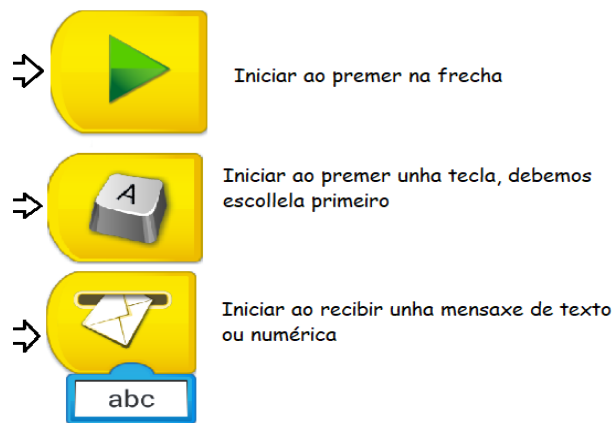 Iniciar ao premer na frecha
A
Iniciar ao premer unha tecla, debemos
escollela primeiro
Iniciar ao recibir unha mensaxe de texto
ou numérica
abc